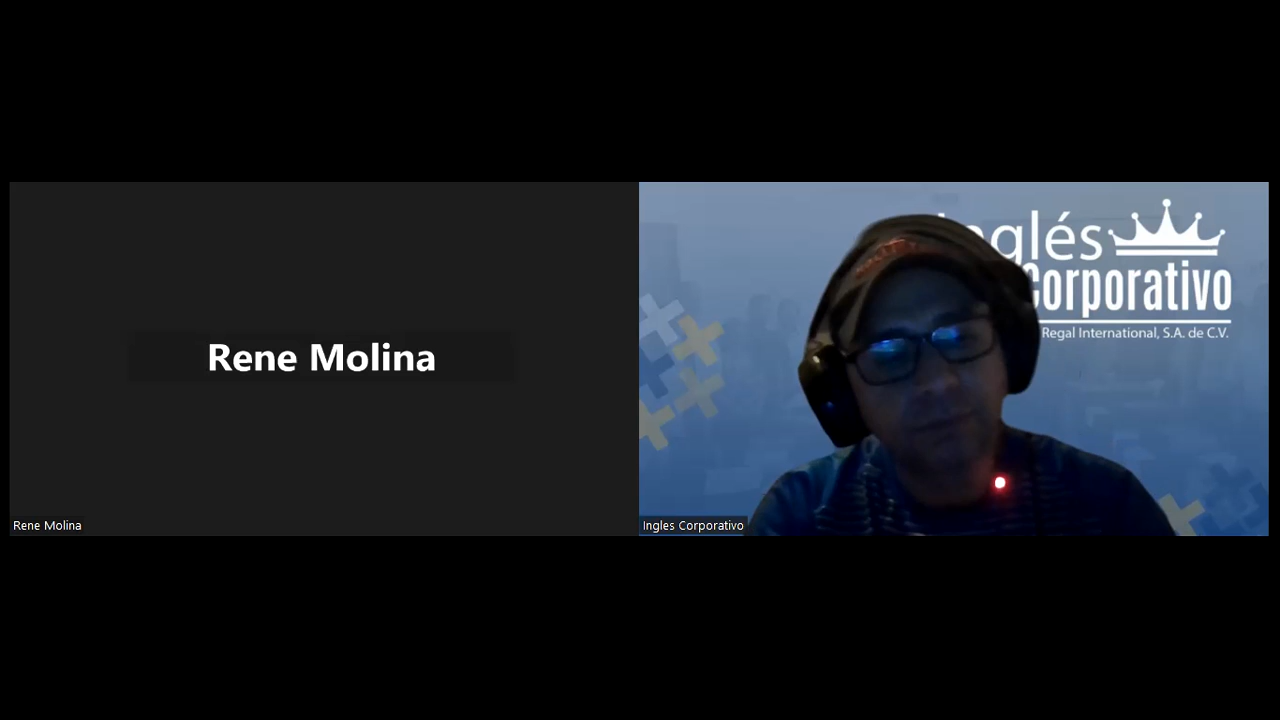 Rene Molina
Inglés
Corporativo
Regal International, S.A. de C.V.
Rene Molina
Ingles Corporativo